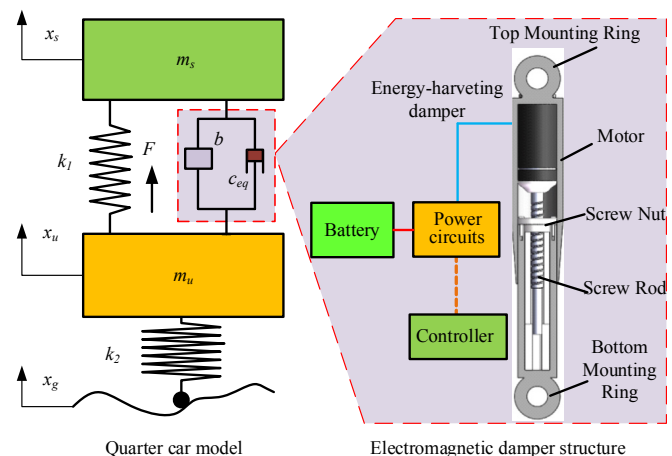 x_s
m_s
k_1
F
b
c_eq
x_u
m_u
k_2
x_g
Quarter car model
Top Mounting Ring
Energy-harveting
damper
Motor
Battery
Power
circuits
Screw Nut
Screw Rod
Controller
Bottom
Mounting
Ring
Electromagnetic damper structure